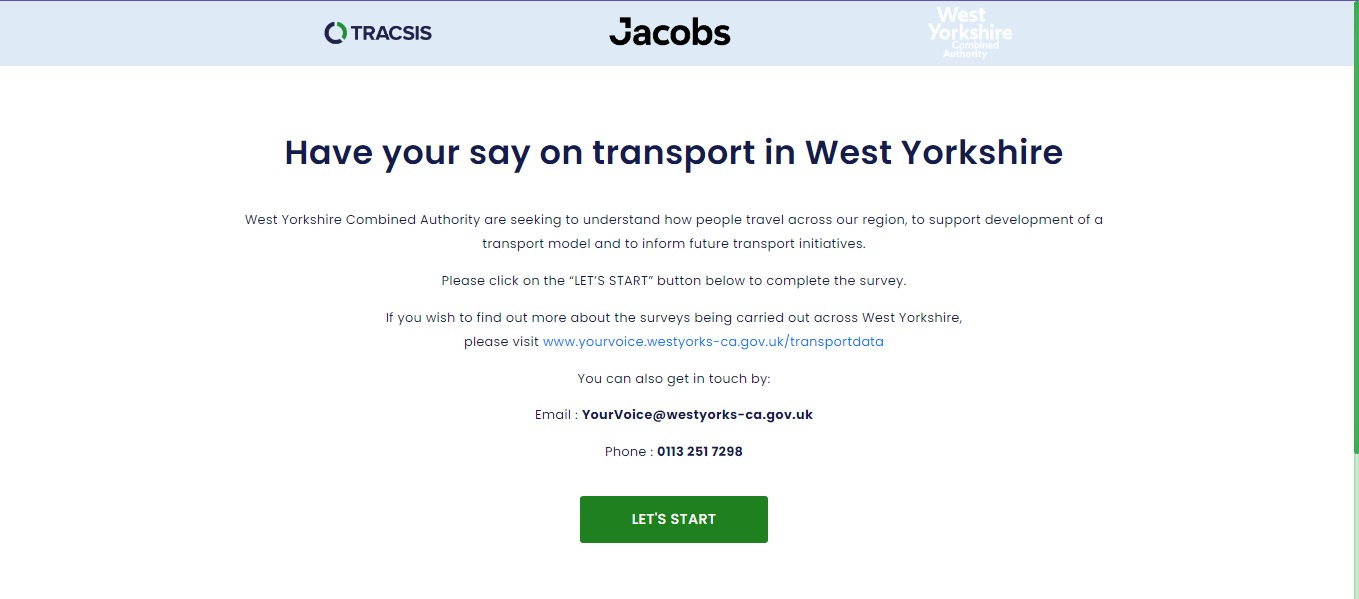 TRACSIS
Jacobs
West
Yorkshire
Combined
Authority
Have your say on transport in West Yorkshire
West Yorkshire Combined Authority are seeking to understand how people travel across our region, to support development of a
transport model and to inform future transport initiatives.
Please click on the “LET’S START” button below to complete the survey.
If you wish to find out more about the surveys being carried out across West Yorkshire,
please visit www.yourvoice.westyorks-ca.gov.uk/transportdata
You can also get in touch by:
Email : YourVoice@westyorks-ca.gov.uk
Phone : 0113 251 7298
LET'S START